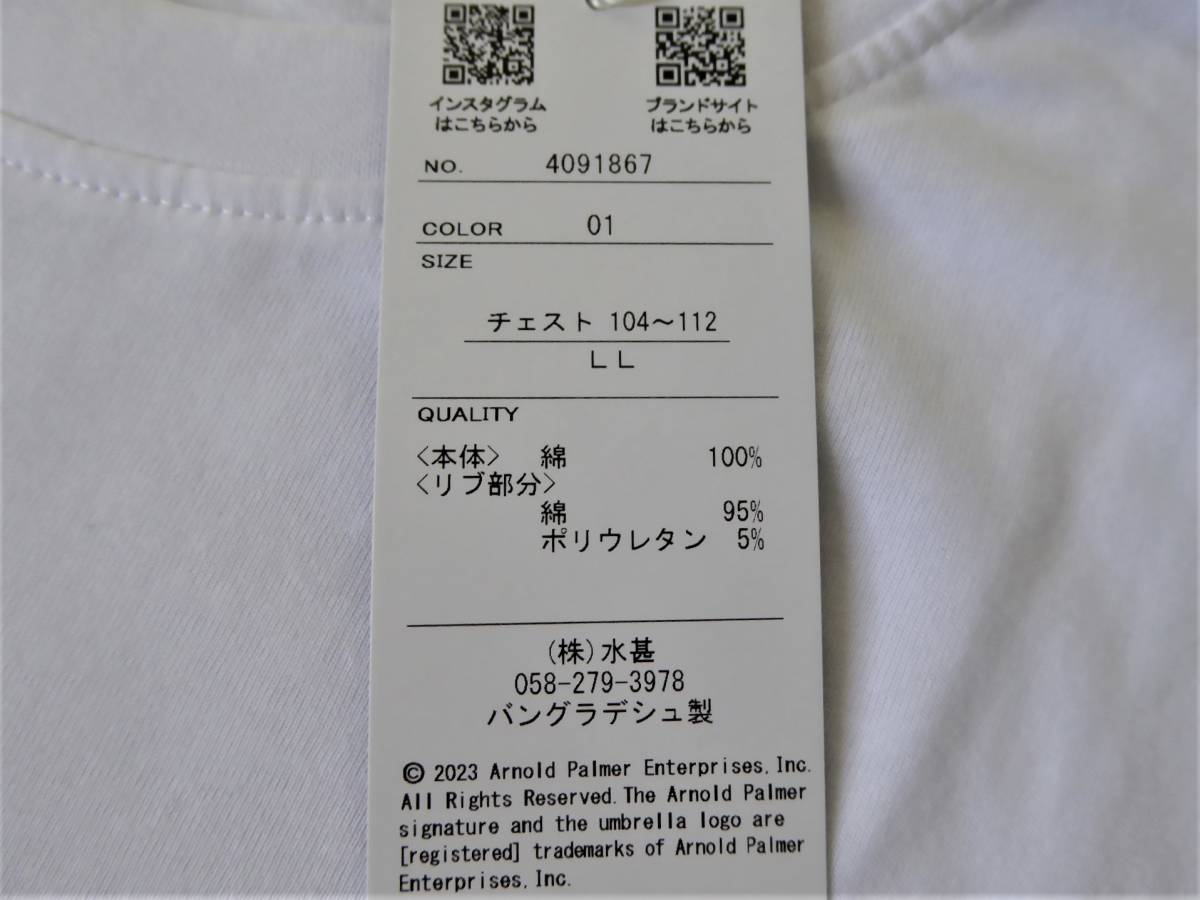 インスタグラム
はこちらから
ブランドサイト
はこちらから
NO. 4091867
COLOR 01
SIZE
チェスト 104~112
LL
QUALITY
<本体> 綿 100%
<リブ部分>
綿 95%
ポリウレタン 5%
(株)水甚
058-279-3978
バングラデシュ製
© 2023 Arnold Palmer Enterprises, Inc.
All Rights Reserved. The Arnold Palmer
signature and the umbrella logo are
[registered] trademarks of Arnold Palmer
Enterprises, Inc.